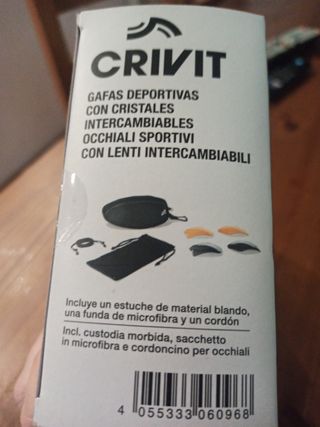 CRIVIT
GAFAS DEPORTIVAS
CON CRISTALES
INTERCAMBIABLES
OCCHIALI SPORTIVI
CON LENTI INTERCAMBIABILI
Incluye un estuche de material blando,
una funda de microfibra y un cordón
Incl. custodia morbida, sacchetto
in microfibra e cordoncino per occhiali
4 055333 060968